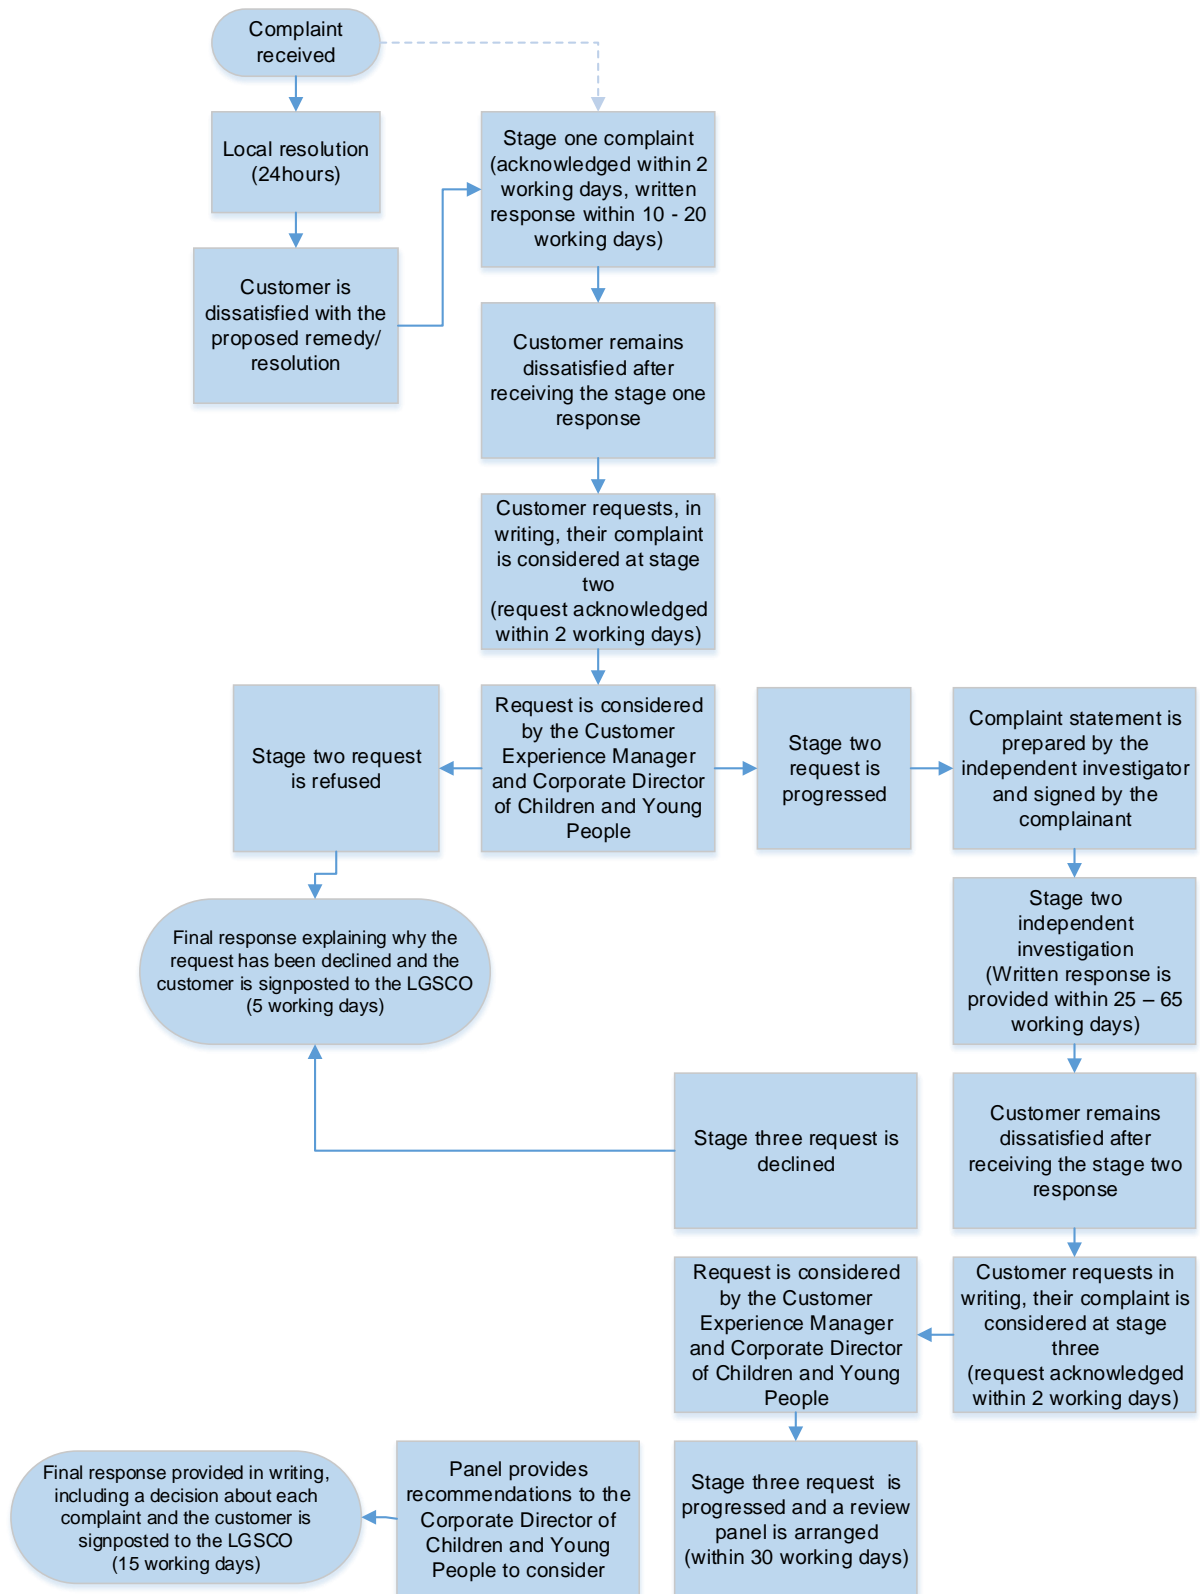 Complaint
received
Local resolution
(24hours)
Customer is
dissatisfied with the
proposed remedy/
resolution
Stage one complaint
(acknowledged within 2
working days, written
response within 10 - 20
working days)
Customer remains
dissatisfied after
receiving the stage one
response
Customer requests, in
writing, their complaint
is considered at stage
two
(request acknowledged
within 2 working days)
Request is considered
by the Customer
Experience Manager
and Corporate Director
of Children and Young
People
Stage two request
is refused
Final response explaining why the
request has been declined and the
customer is signposted to the LGSCO
(5 working days)
Stage two
request is
progressed
Complaint statement is
prepared by the
independent investigator
and signed by the
complainant
Stage two
independent
investigation
(Written response is
provided within 25 – 65
working days)
Customer remains
dissatisfied after
receiving the stage two
response
Customer requests in
writing, their complaint is
considered at stage
three
(request acknowledged
within 2 working days)
Request is considered
by the Customer
Experience Manager
and Corporate Director
of Children and Young
People
Stage three request is
declined
Stage three request  is
progressed and a review
panel is arranged
(within 30 working days)
Panel provides
recommendations to the
Corporate Director of
Children and Young
People to consider
Final response provided in writing,
including a decision about each
complaint and the customer is
signposted to the LGSCO
(15 working days)